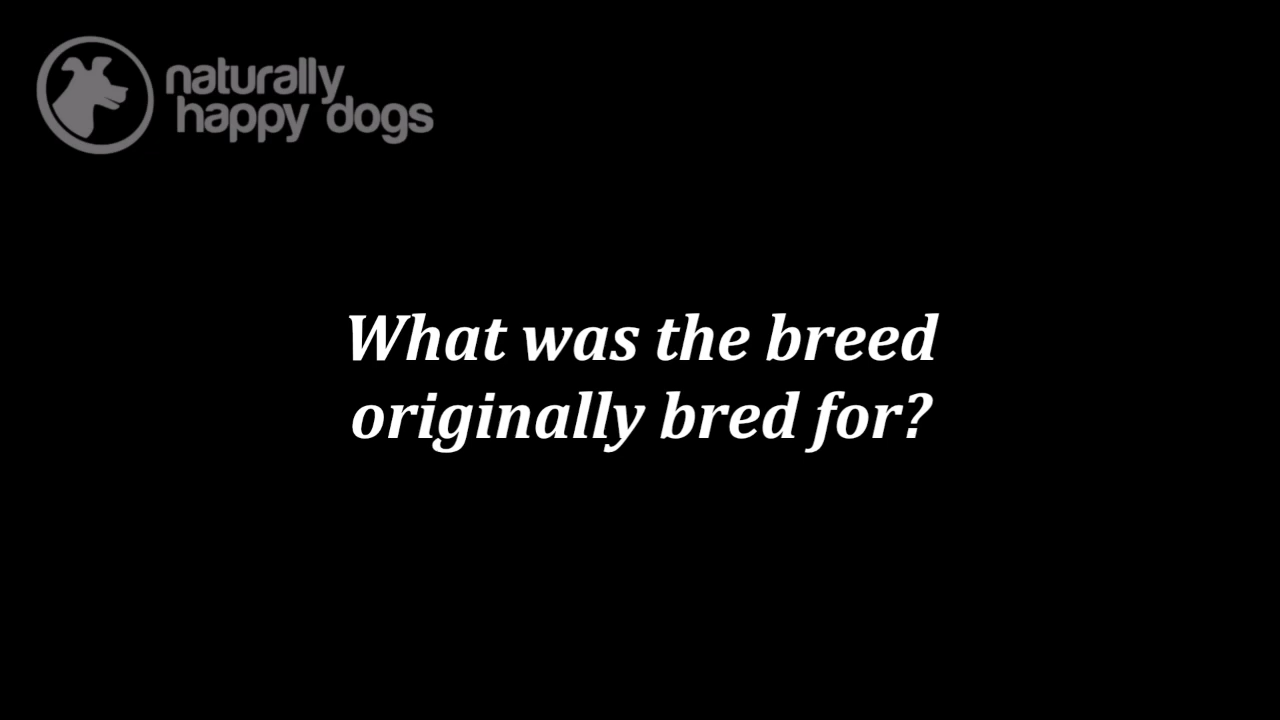 naturally
happy dogs
What was the breed
originally bred for?